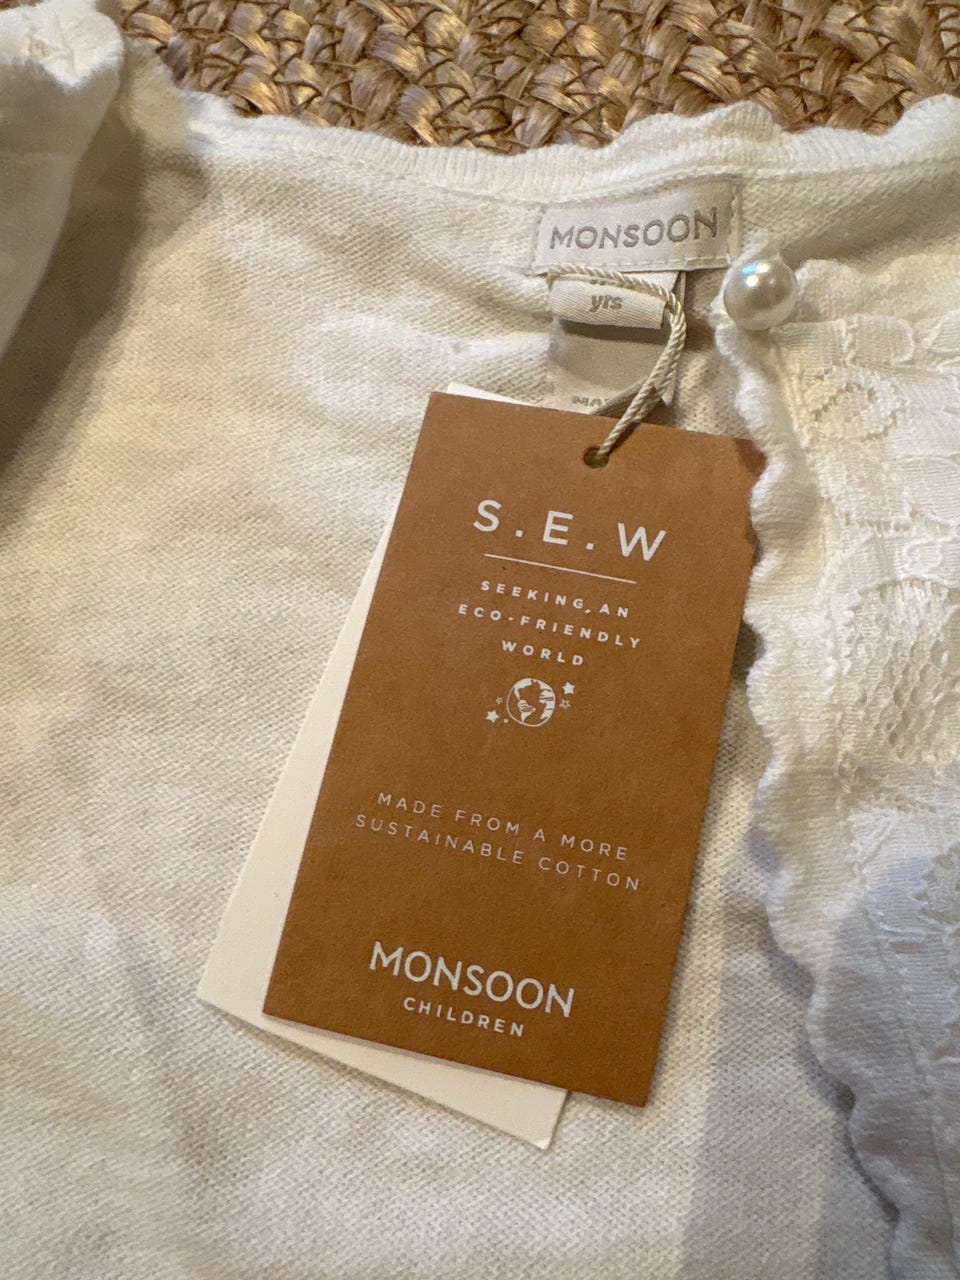 MONSOON
yrs
S.E.W
SEEKING, AN
ECO-FRIENDLY
WORLD
MADE FROM A MORE
SUSTAINABLE COTTON
MONSOON
CHILDREN